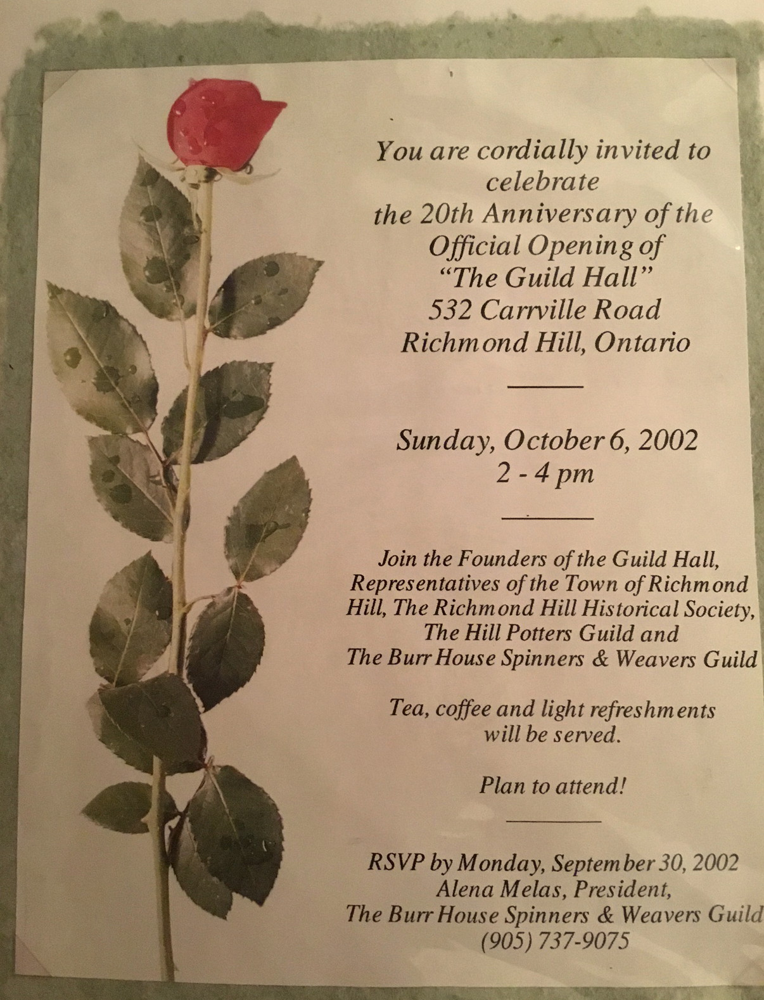 You are cordially invited to
celebrate
the 20th Anniversary of the
Official Opening of
“The Guild Hall”
532 Carrville Road
Richmond Hill, Ontario
Sunday, October 6, 2002
2 - 4 pm
Join the Founders of the Guild Hall,
Representatives of the Town of Richmond
Hill, The Richmond Hill Historical Society,
The Hill Potters Guild and
The Burr House Spinners & Weavers Guild
Tea, coffee and light refreshments
will be served.
Plan to attend!
RSVP by Monday, September 30, 2002
Alena Melas, President,
The Burr House Spinners & Weavers Guild
(905) 737-9075